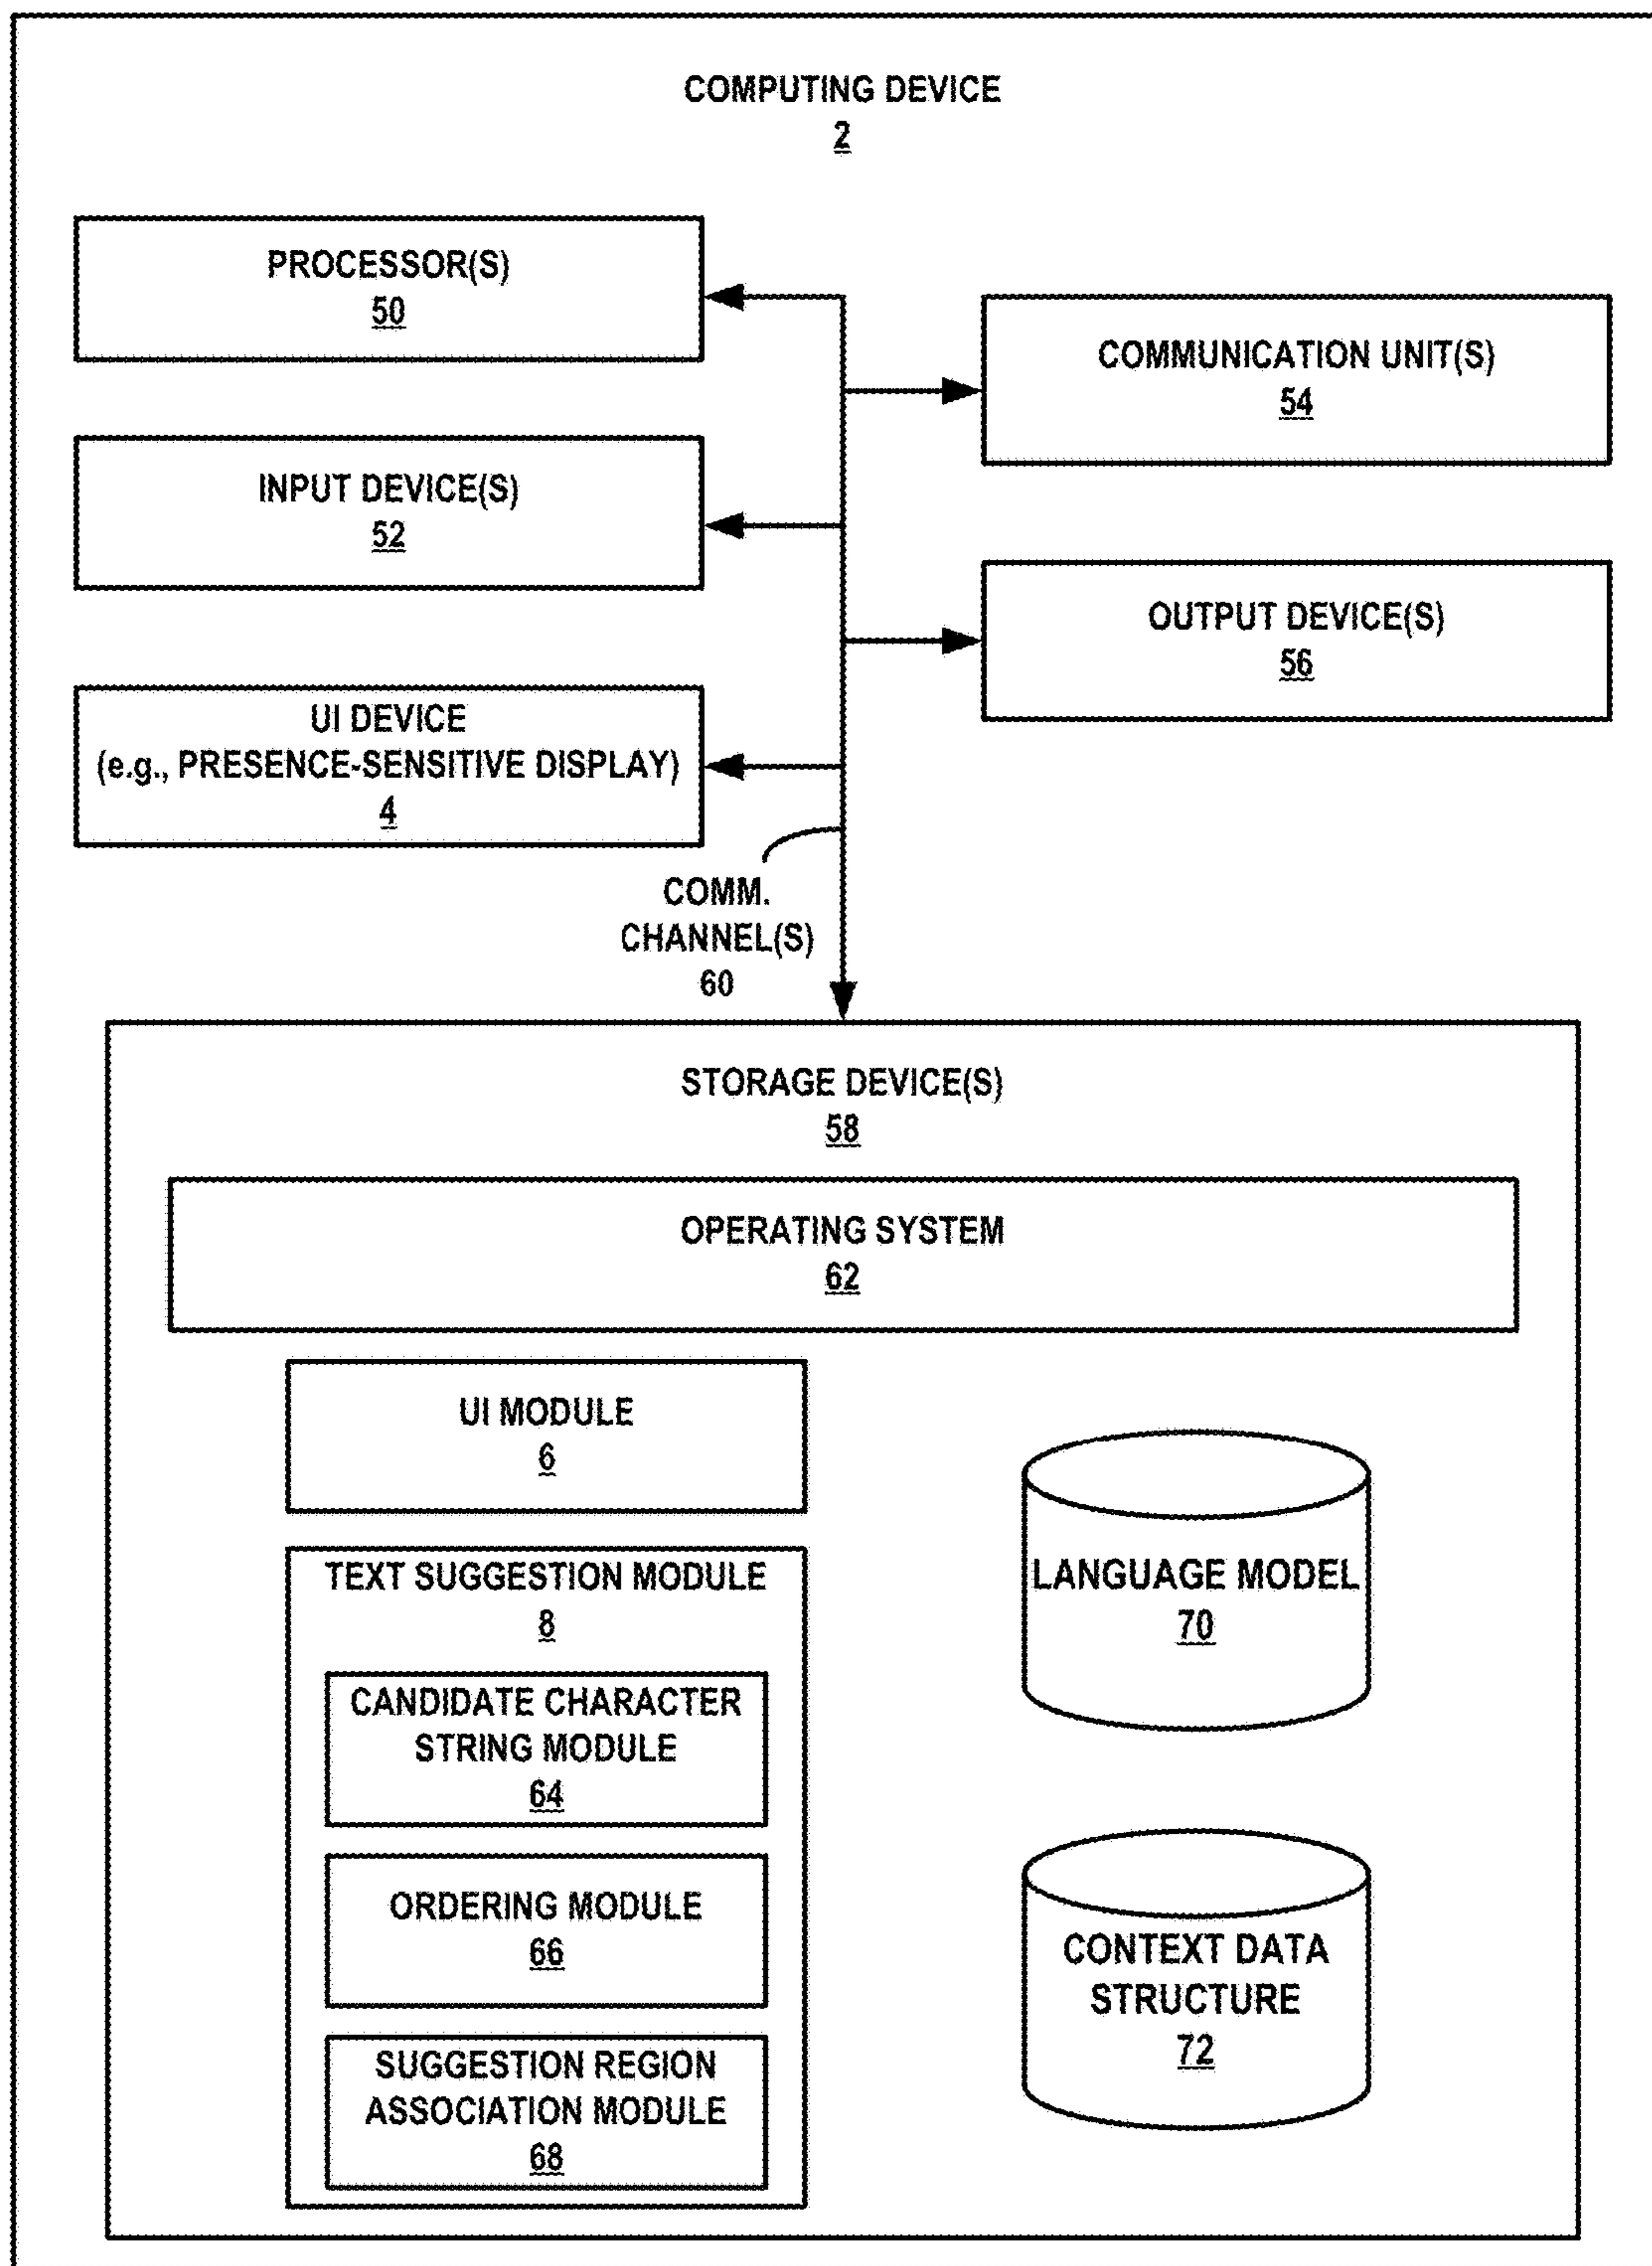 COMPUTING DEVICE
2
PROCESSOR(S)
50
COMMUNICATION UNIT(S)
54
INPUT DEVICE(S)
52
OUTPUT DEVICE(S)
56
UI DEVICE
(e.g., PRESENCE-SENSITIVE DISPLAY)
4
COMM.
CHANNEL(S)
60
STORAGE DEVICE(S)
58
OPERATING SYSTEM
62
UI MODULE
6
TEXT SUGGESTION MODULE
8
CANDIDATE CHARACTER
STRING MODULE
64
ORDERING MODULE
66
SUGGESTION REGION
ASSOCIATION MODULE
68
LANGUAGE MODEL
70
CONTEXT DATA
STRUCTURE
72